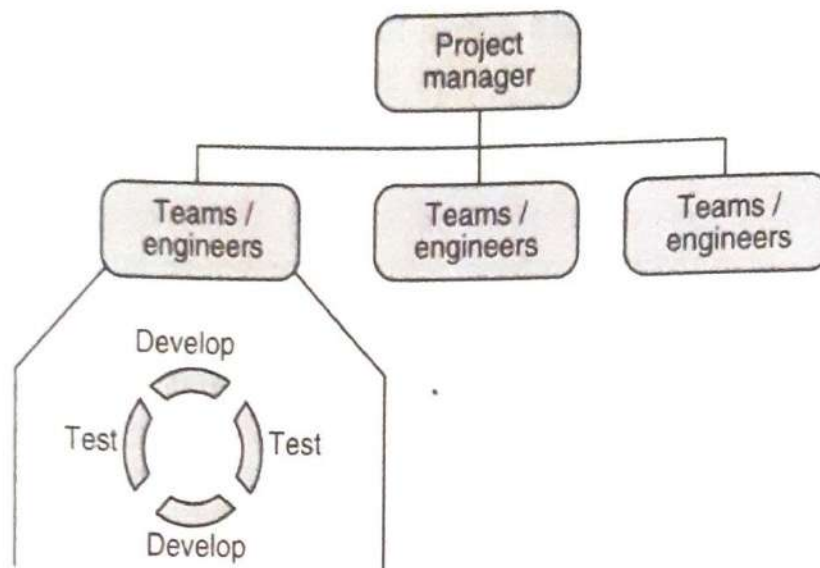 Project
manager
Teams /
engineers
Teams /
engineers
Teams /
engineers
Develop
Test
Test
Develop